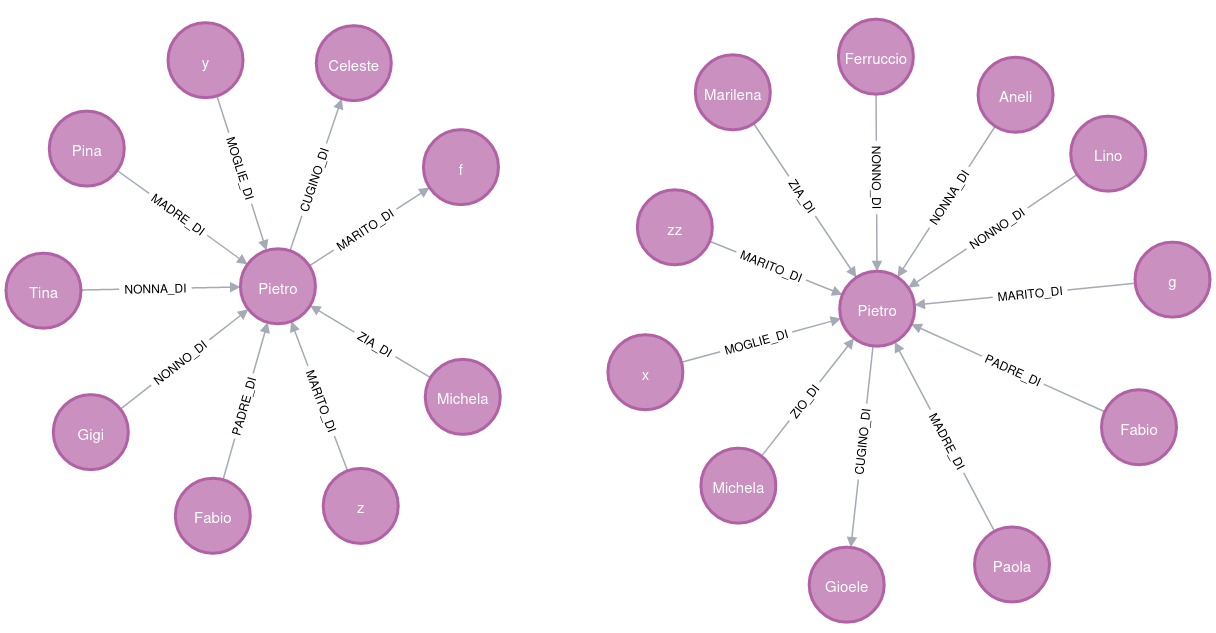 y
Celeste
Pina
f
MOGLIE_DI
CUGINO_DI
MADRE_DI
MARITO_DI
Tina
NONNA_DI
Pietro
NONNO_DI
ZIA_DI
PADRE_DI
MARITO_DI
Michela
Gigi
Fabio
z
Ferruccio
Marilena
Aneli
Lino
NONNO_DI
ZIA_DI
NONNA_DI
NONNO_DI
zz
MARITO_DI
g
MARITO_DI
Pietro
x
MOGLIE_DI
PADRE_DI
ZIO_DI
CUGINO_DI
MADRE_DI
Fabio
Michela
Gioele
Paola